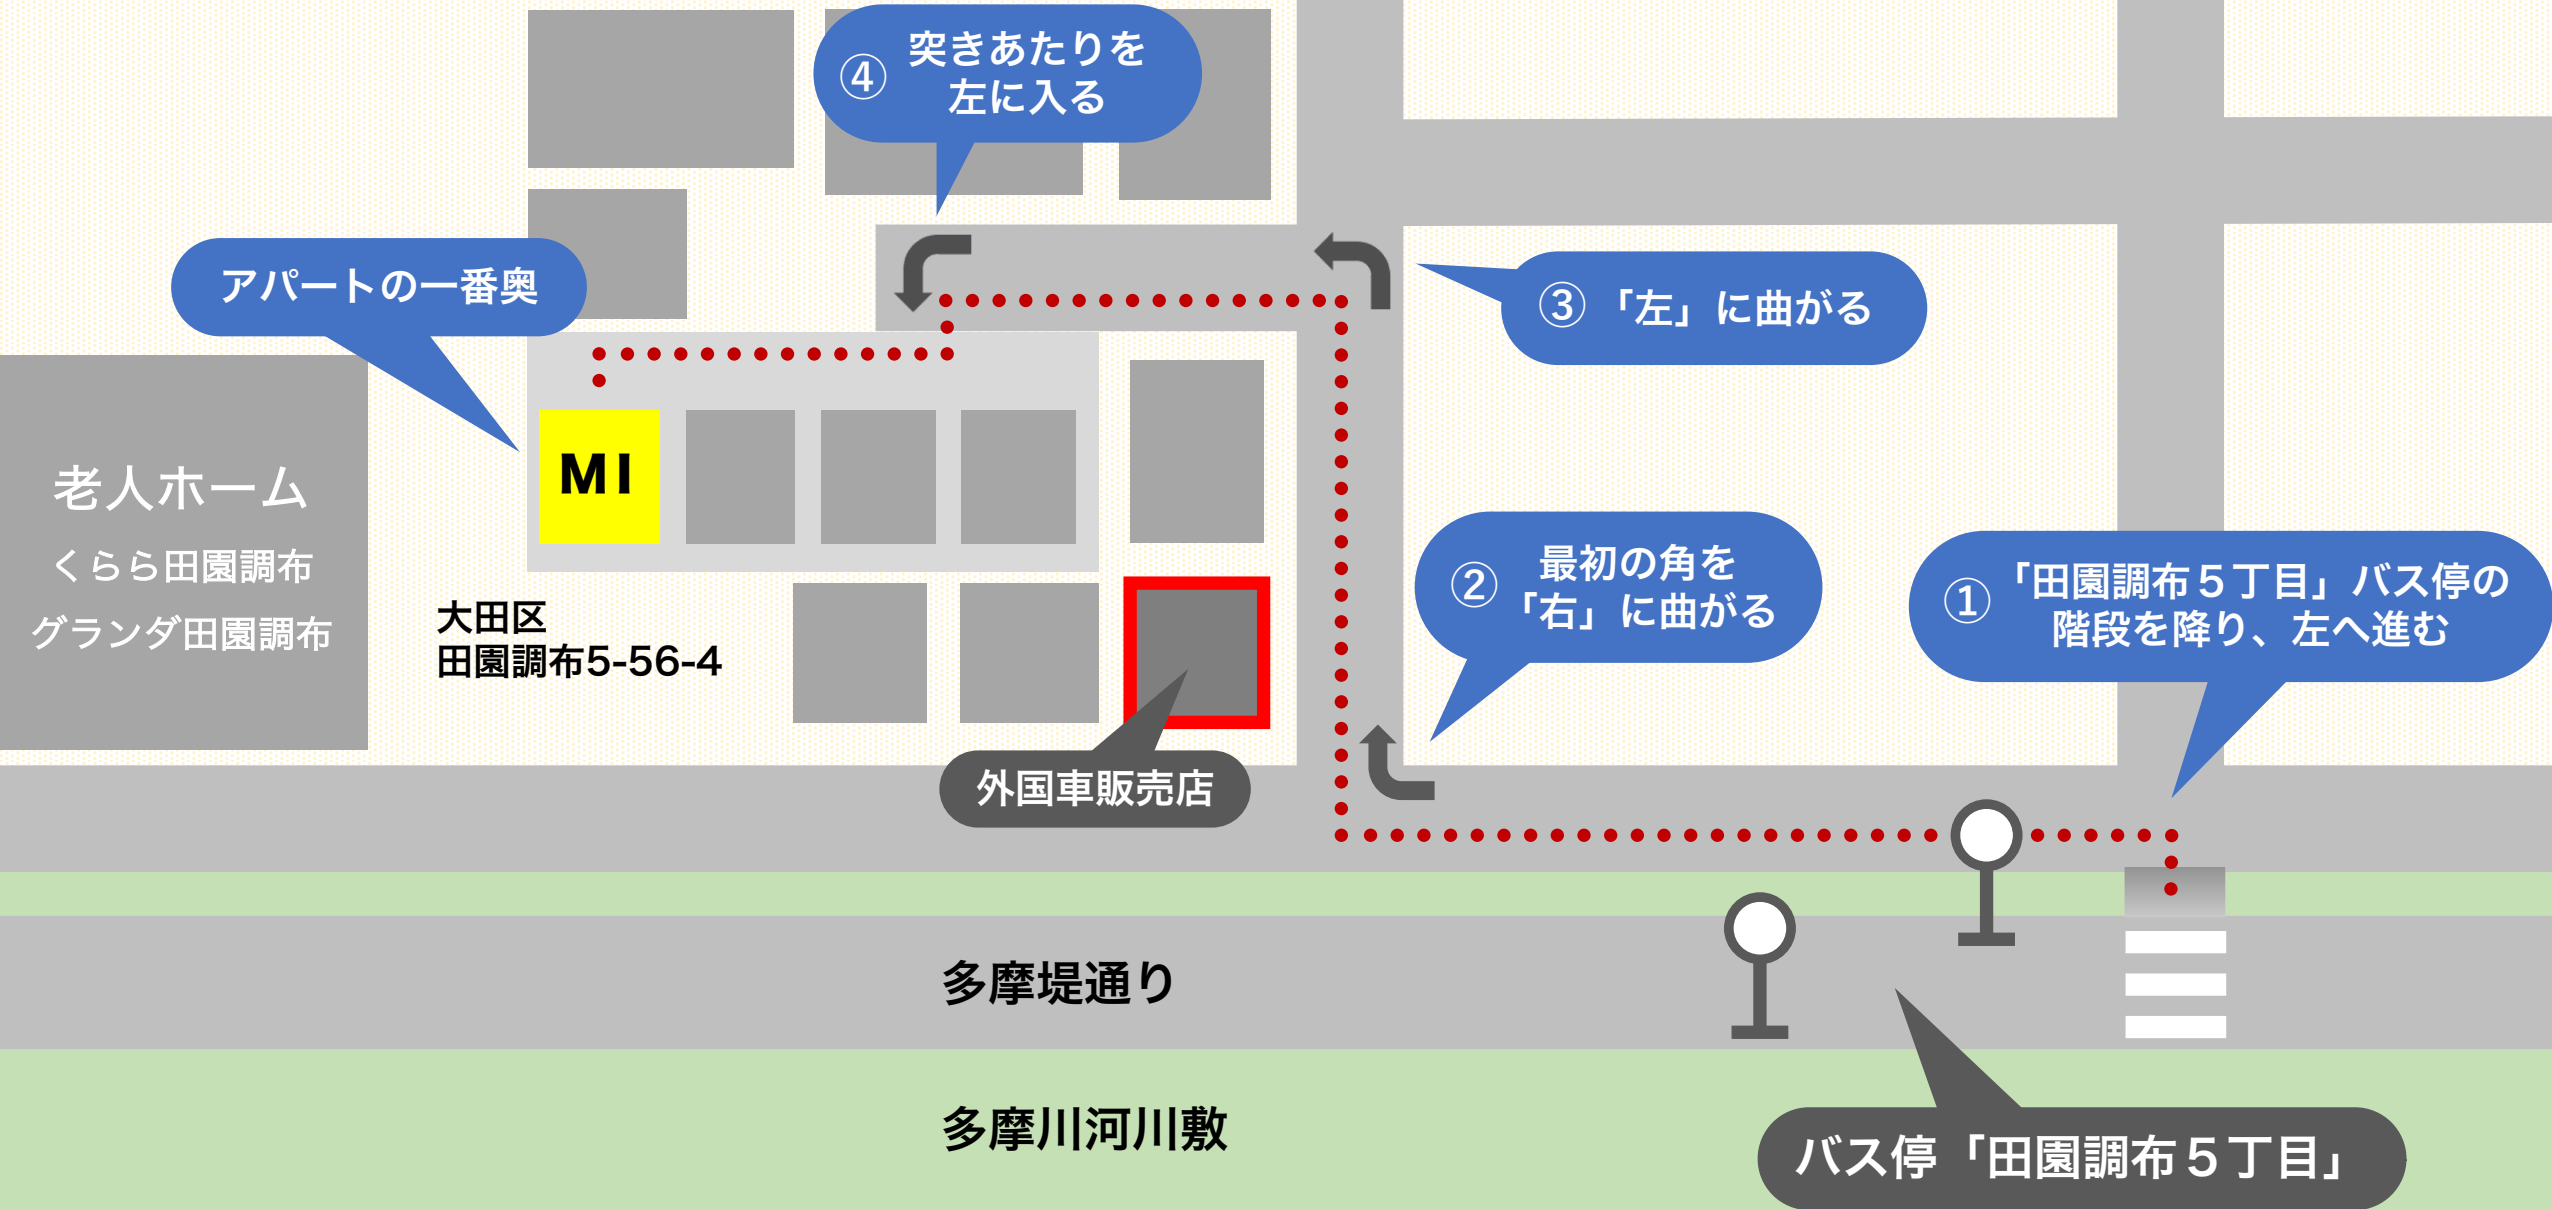 ④ 突きあたりを
左に入る
アパートの一番奥
③ 「左」に曲がる
MI
老人ホーム
くらら田園調布
グランダ田園調布
大田区
田園調布5-56-4
② 最初の角を
「右」に曲がる
① 「田園調布５丁目」バス停の
階段を降り、左へ進む
外国車販売店
多摩堤通り
多摩川河川敷
バス停「田園調布５丁目」